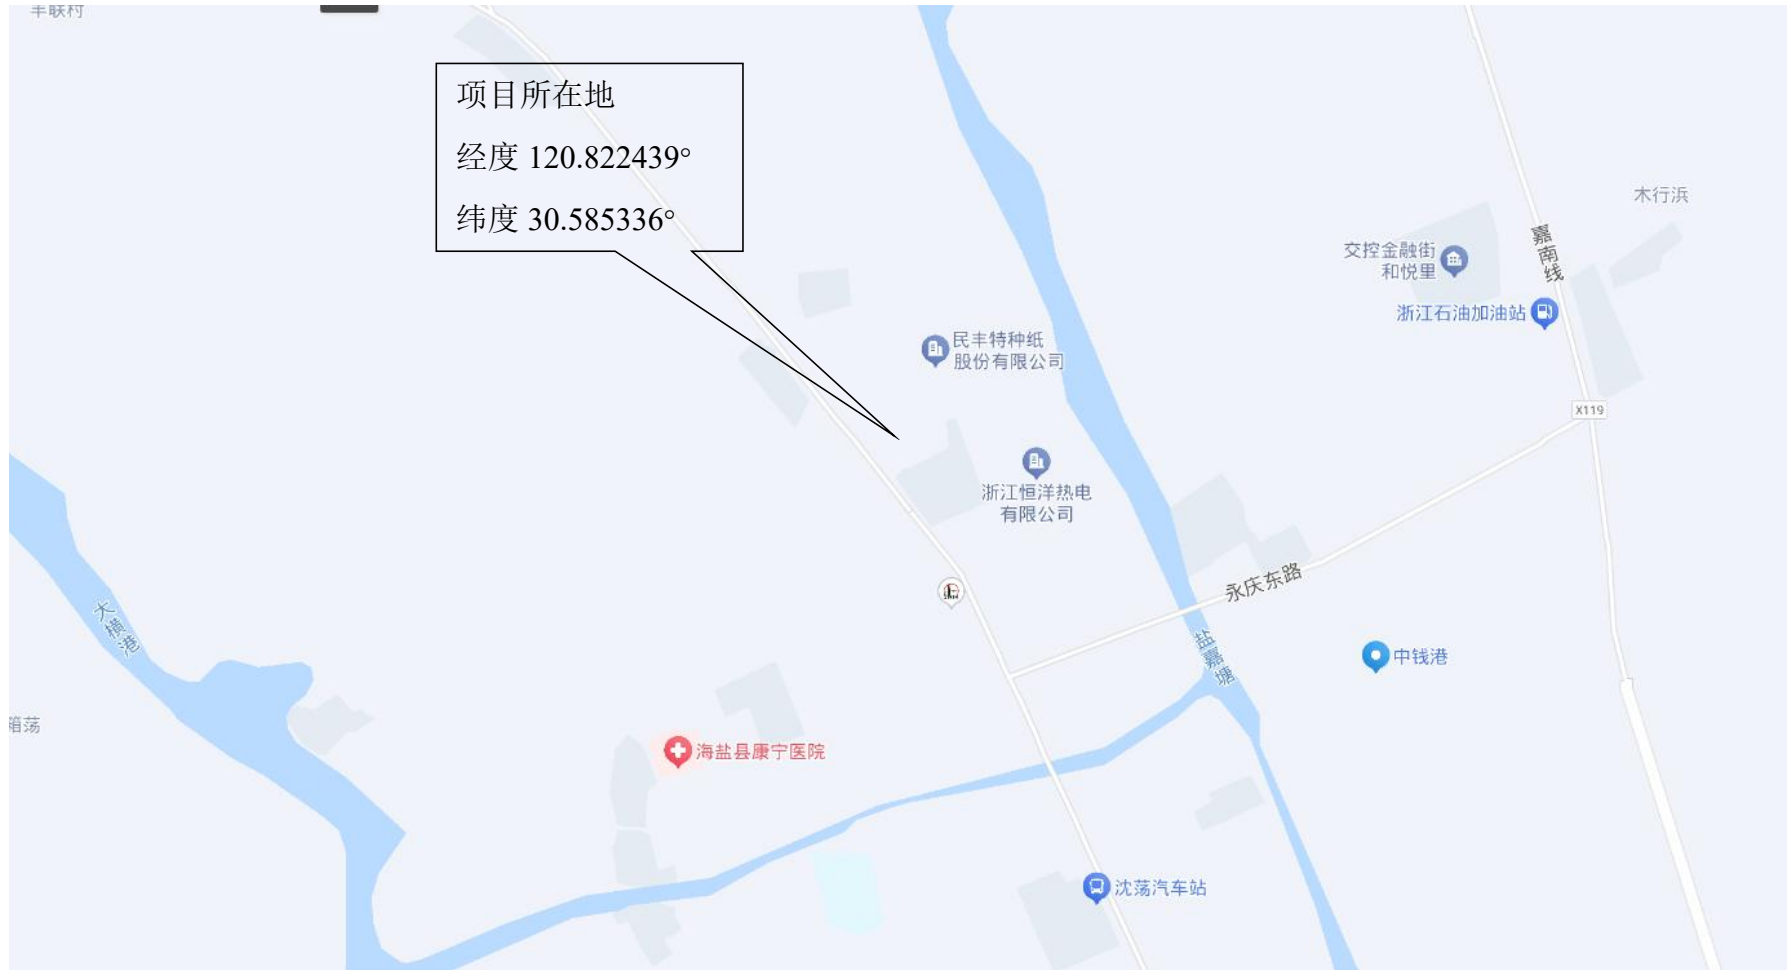 丰联村
项目所在地
经度 120.822439°
纬度 30.585336°
木行浜
嘉南线
交控金融街
和悦里
浙江石油加油站
民丰特种纸
股份有限公司
X119
浙江恒洋热电
有限公司
永庆东路
大横港
盐嘉塘
中钱港
海盐县康宁医院
沈荡汽车站